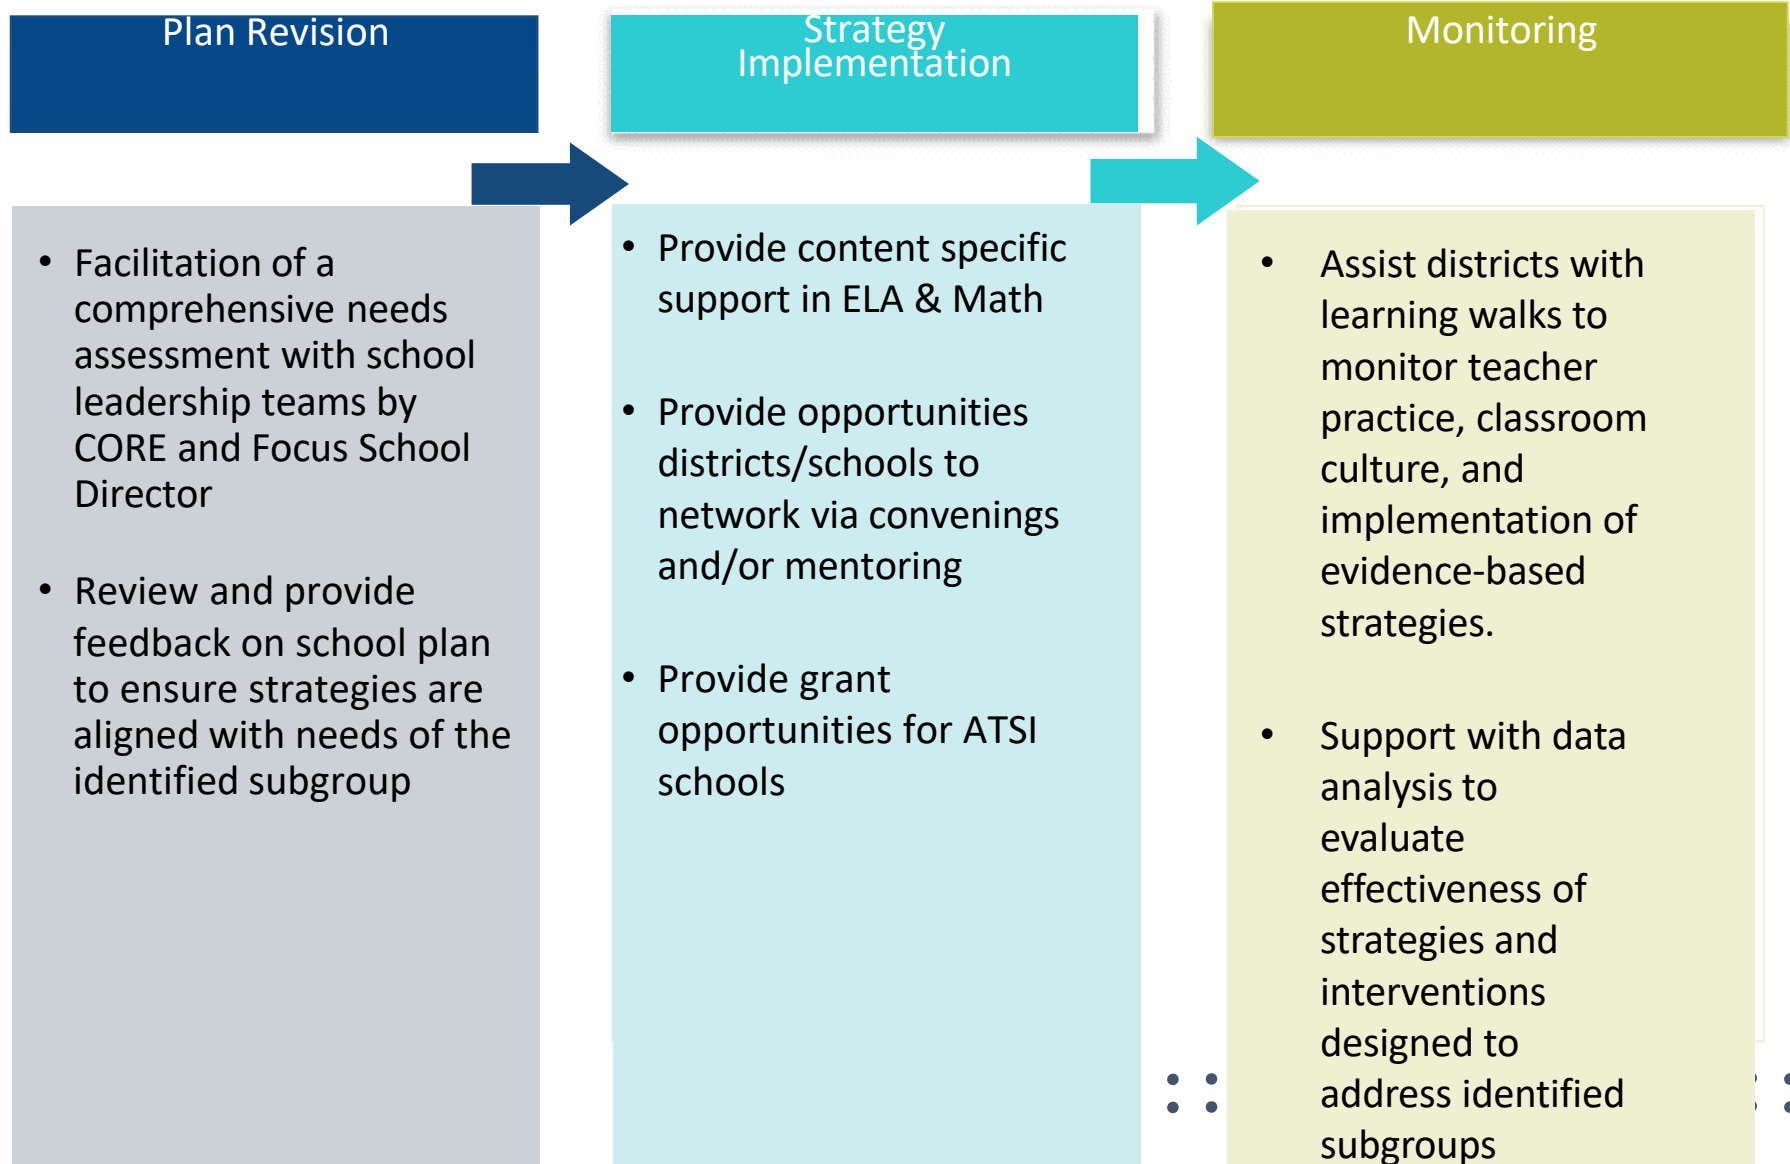 Plan Revision
Strategy
Implementation
Monitoring
• Facilitation of a
comprehensive needs
assessment with school
leadership teams by
CORE and Focus School
Director
• Review and provide
feedback on school plan
to ensure strategies are
aligned with needs of the
identified subgroup
• Provide content specific
support in ELA & Math
• Provide opportunities
districts/schools to
network via convenings
and/or mentoring
• Provide grant
opportunities for ATSI
schools
• Assist districts with
learning walks to
monitor teacher
practice, classroom
culture, and
implementation of
evidence-based
strategies.
• Support with data
analysis to
evaluate
effectiveness of
strategies and
interventions
designed to
address identified
subgroups